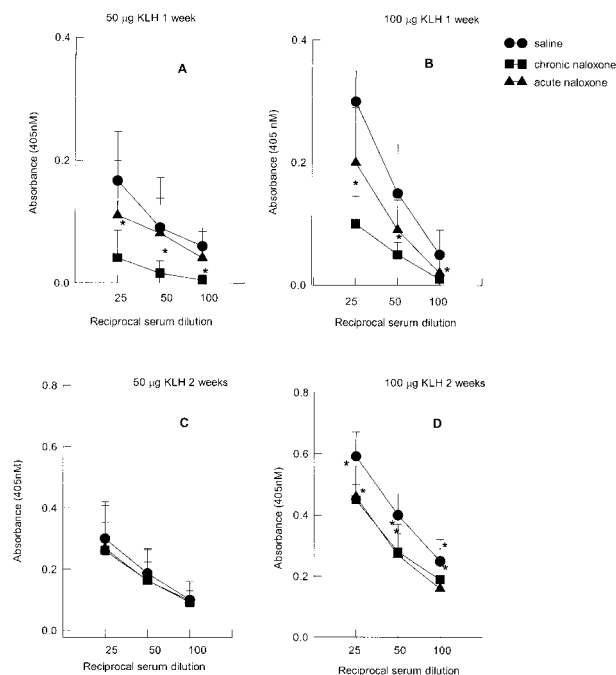 50 µg KLH 1 week
100 µg KLH 1 week
saline
chronic naloxone
acute naloxone
A
B
Absorbance (405nM)
0.4
0.2
0.0
*
*
*
25 50 100
Reciprocal serum dilution
Absorbance (405 nM)
0.4
0.2
0.0
*
*
*
25 50 100
Reciprocal serum dilution
50 µg KLH 2 weeks
100 µg KLH 2 weeks
C
D
Absorbance (405nM)
0.8
0.6
0.4
0.2
0.0
25 50 100
Reciprocal serum dilution
Absorbance (405nM)
0.8
0.6
0.4
0.2
0.0
*
*
*
*
*
*
25 50 100
Reciprocal serum dilution